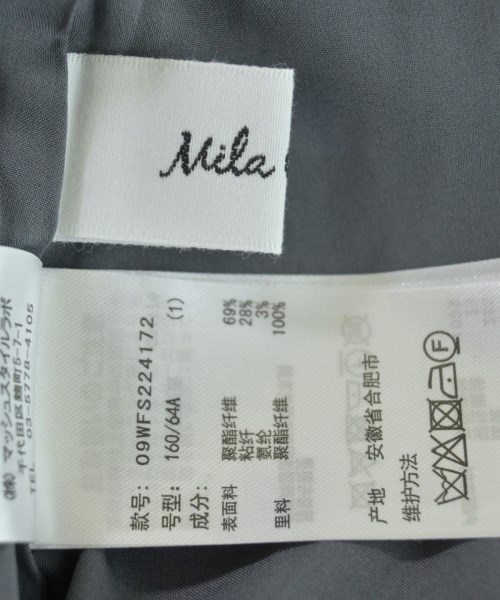 Mila
(株) マッシュスタイルラボ
千代田区麹町5-7-1
TEL 03-5778-4105
款号: 09WFS224172
号型: 160/64A (1)
成分:
表面料 聚酯纤维 69%
粘纤 28%
氨纶 3%
里料 聚酯纤维 100%
产地 安徽省合肥市
维护方法
F